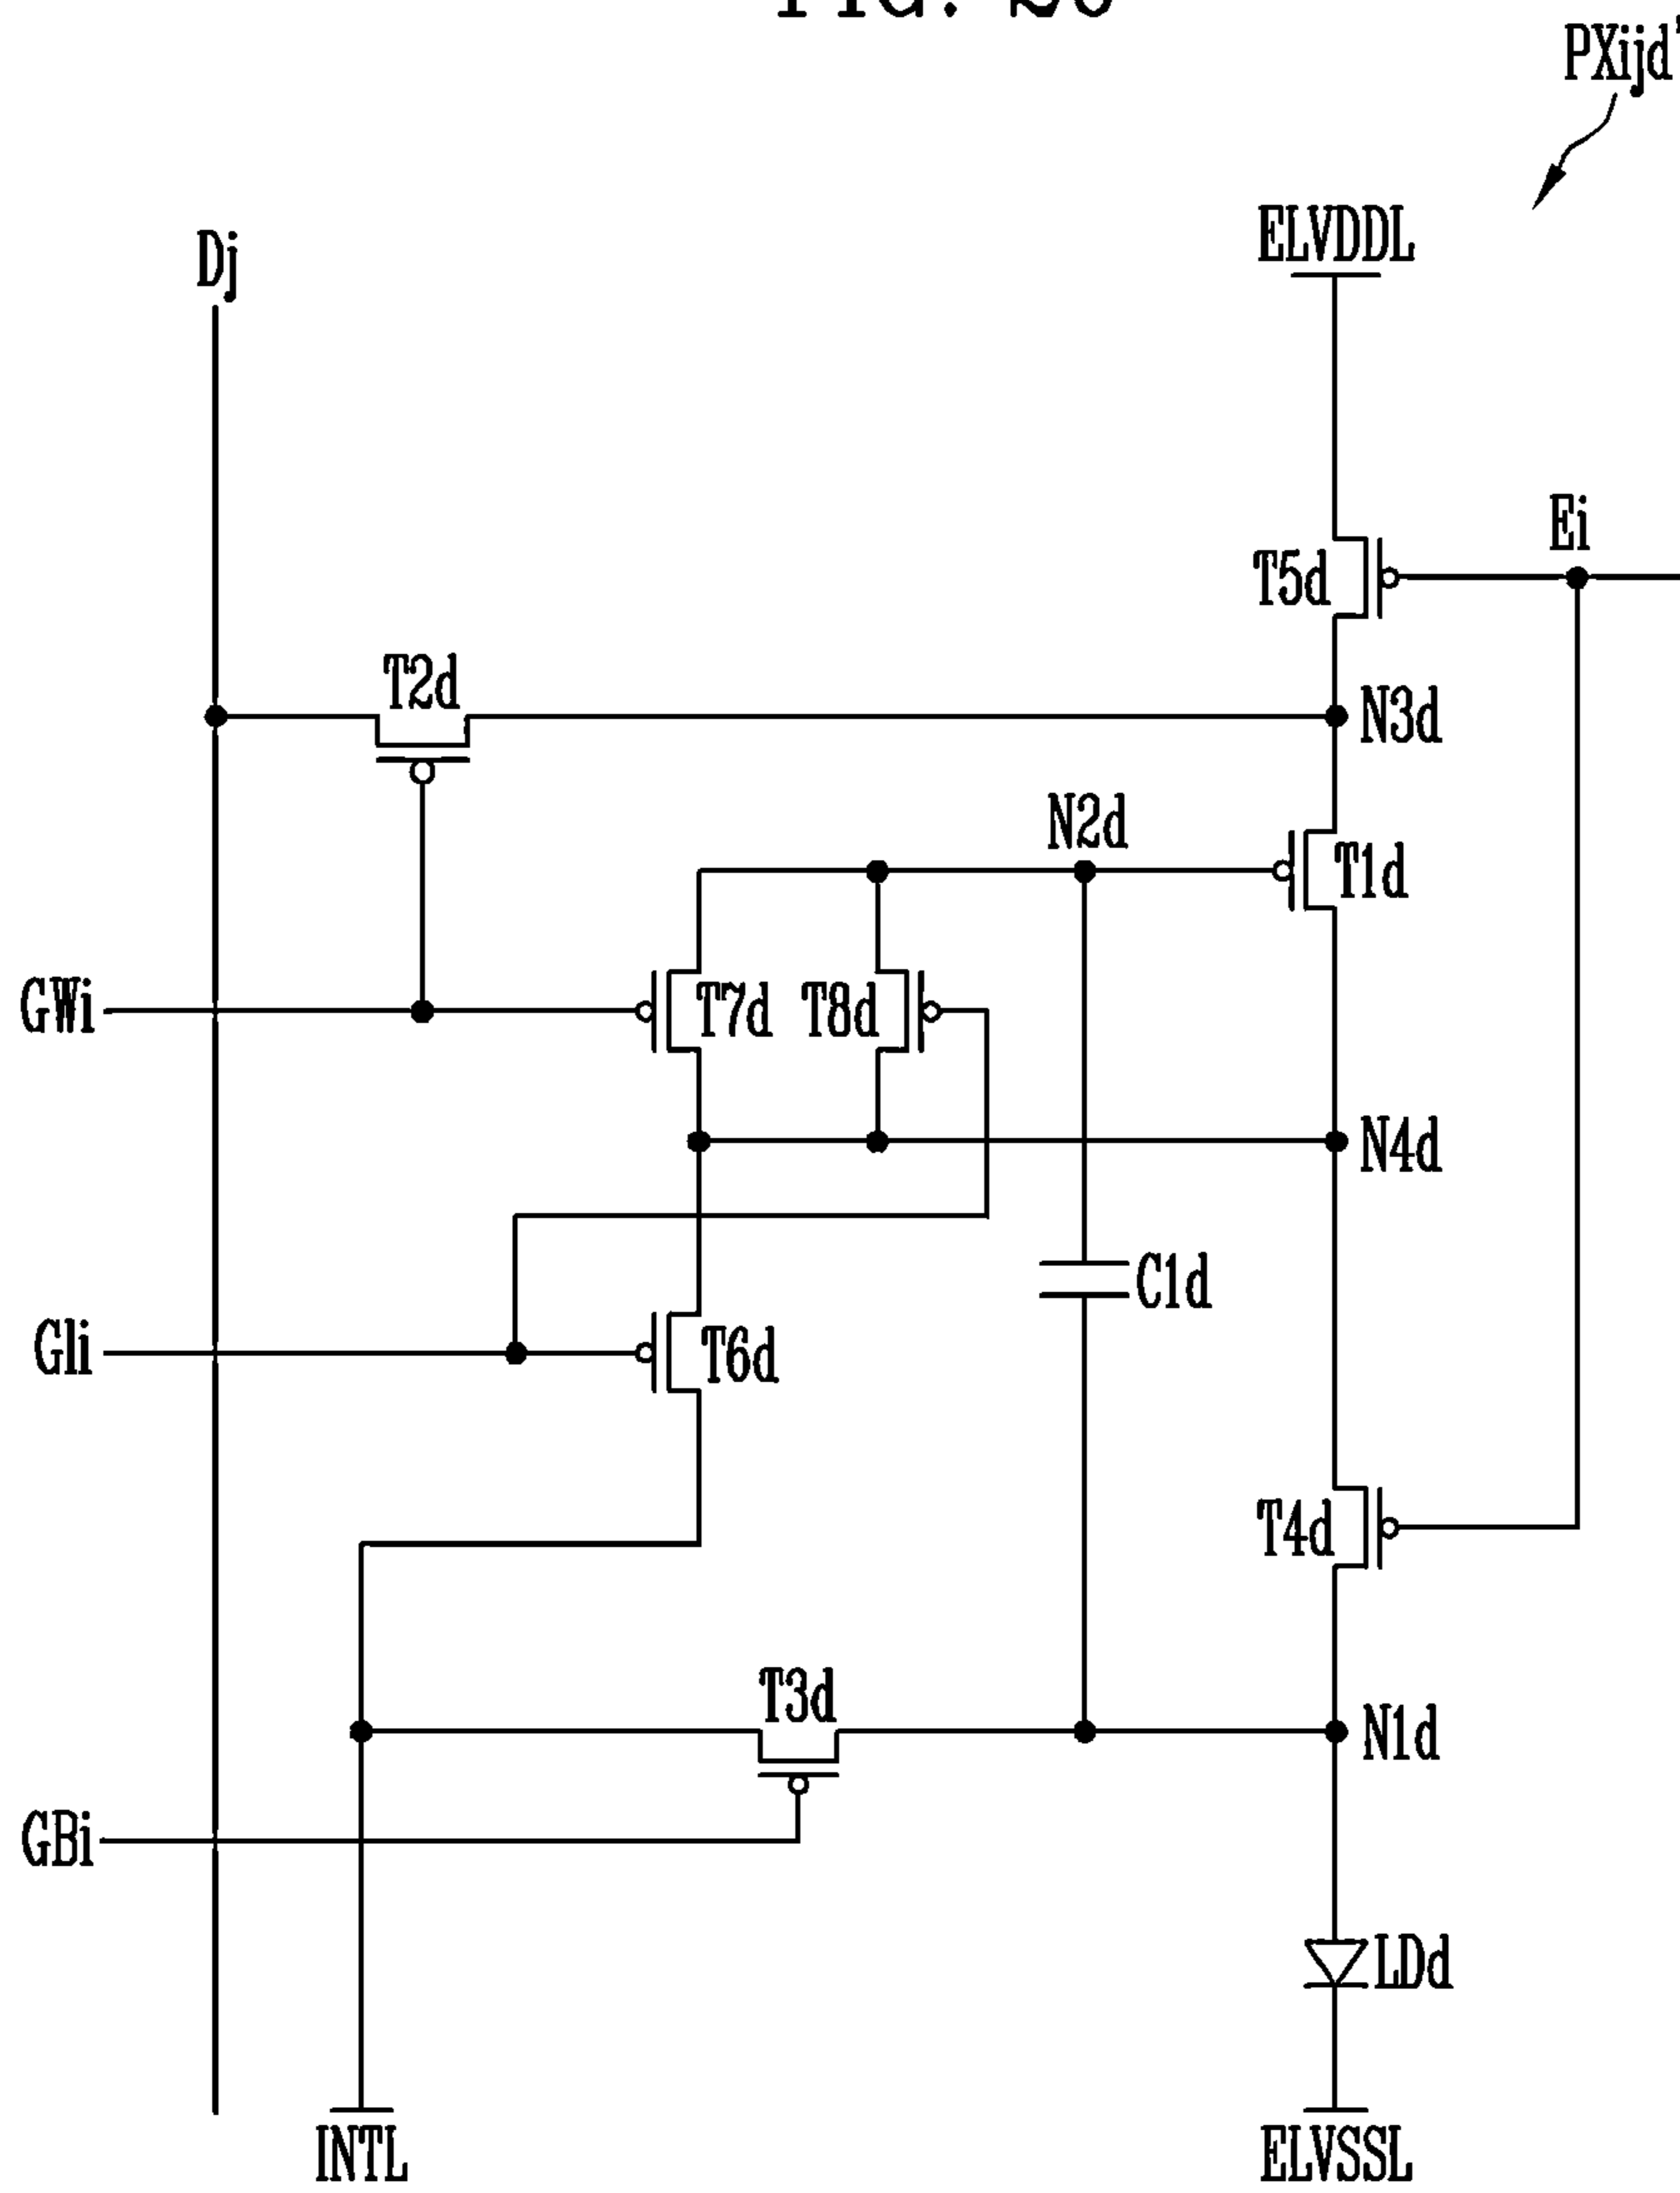 PXijd
ELVDDL
Dj
Ei
T5d
T2d
N3d
N2d
T1d
GWi
T7d
T8d
N4d
C1d
GIi
T6d
T4d
T3d
N1d
GBi
LDd
INTL
ELVSSL